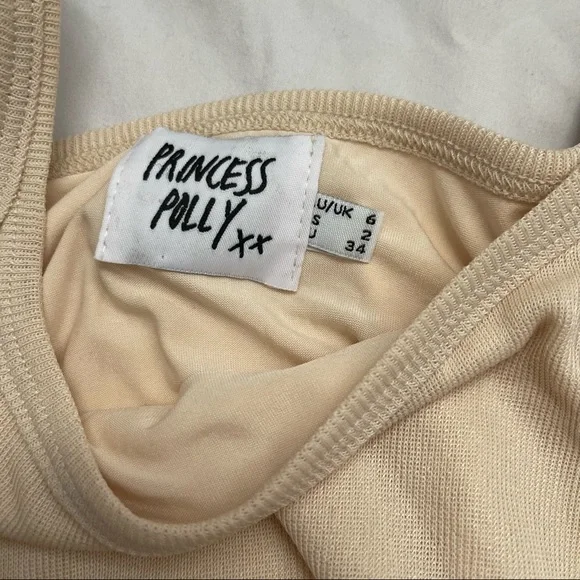 PRINCESS
POLLY xx
U/UK 6
S 2
U 34